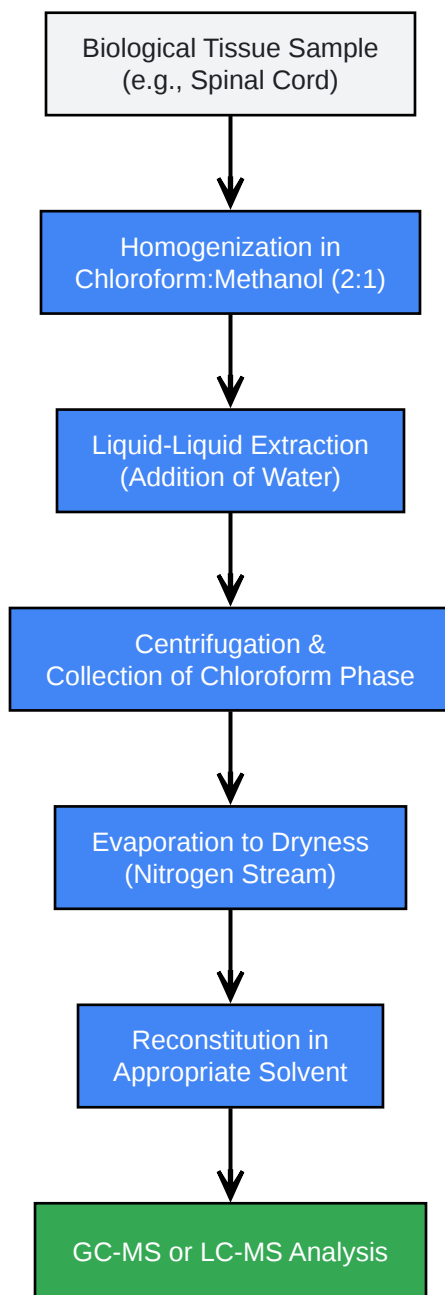 Biological Tissue Sample
(e.g., Spinal Cord)
Homogenization in
Chloroform:Methanol (2:1)
Liquid-Liquid Extraction
(Addition of Water)
Centrifugation &
Collection of Chloroform Phase
Evaporation to Dryness
(Nitrogen Stream)
Reconstitution in
Appropriate Solvent
GC-MS or LC-MS Analysis